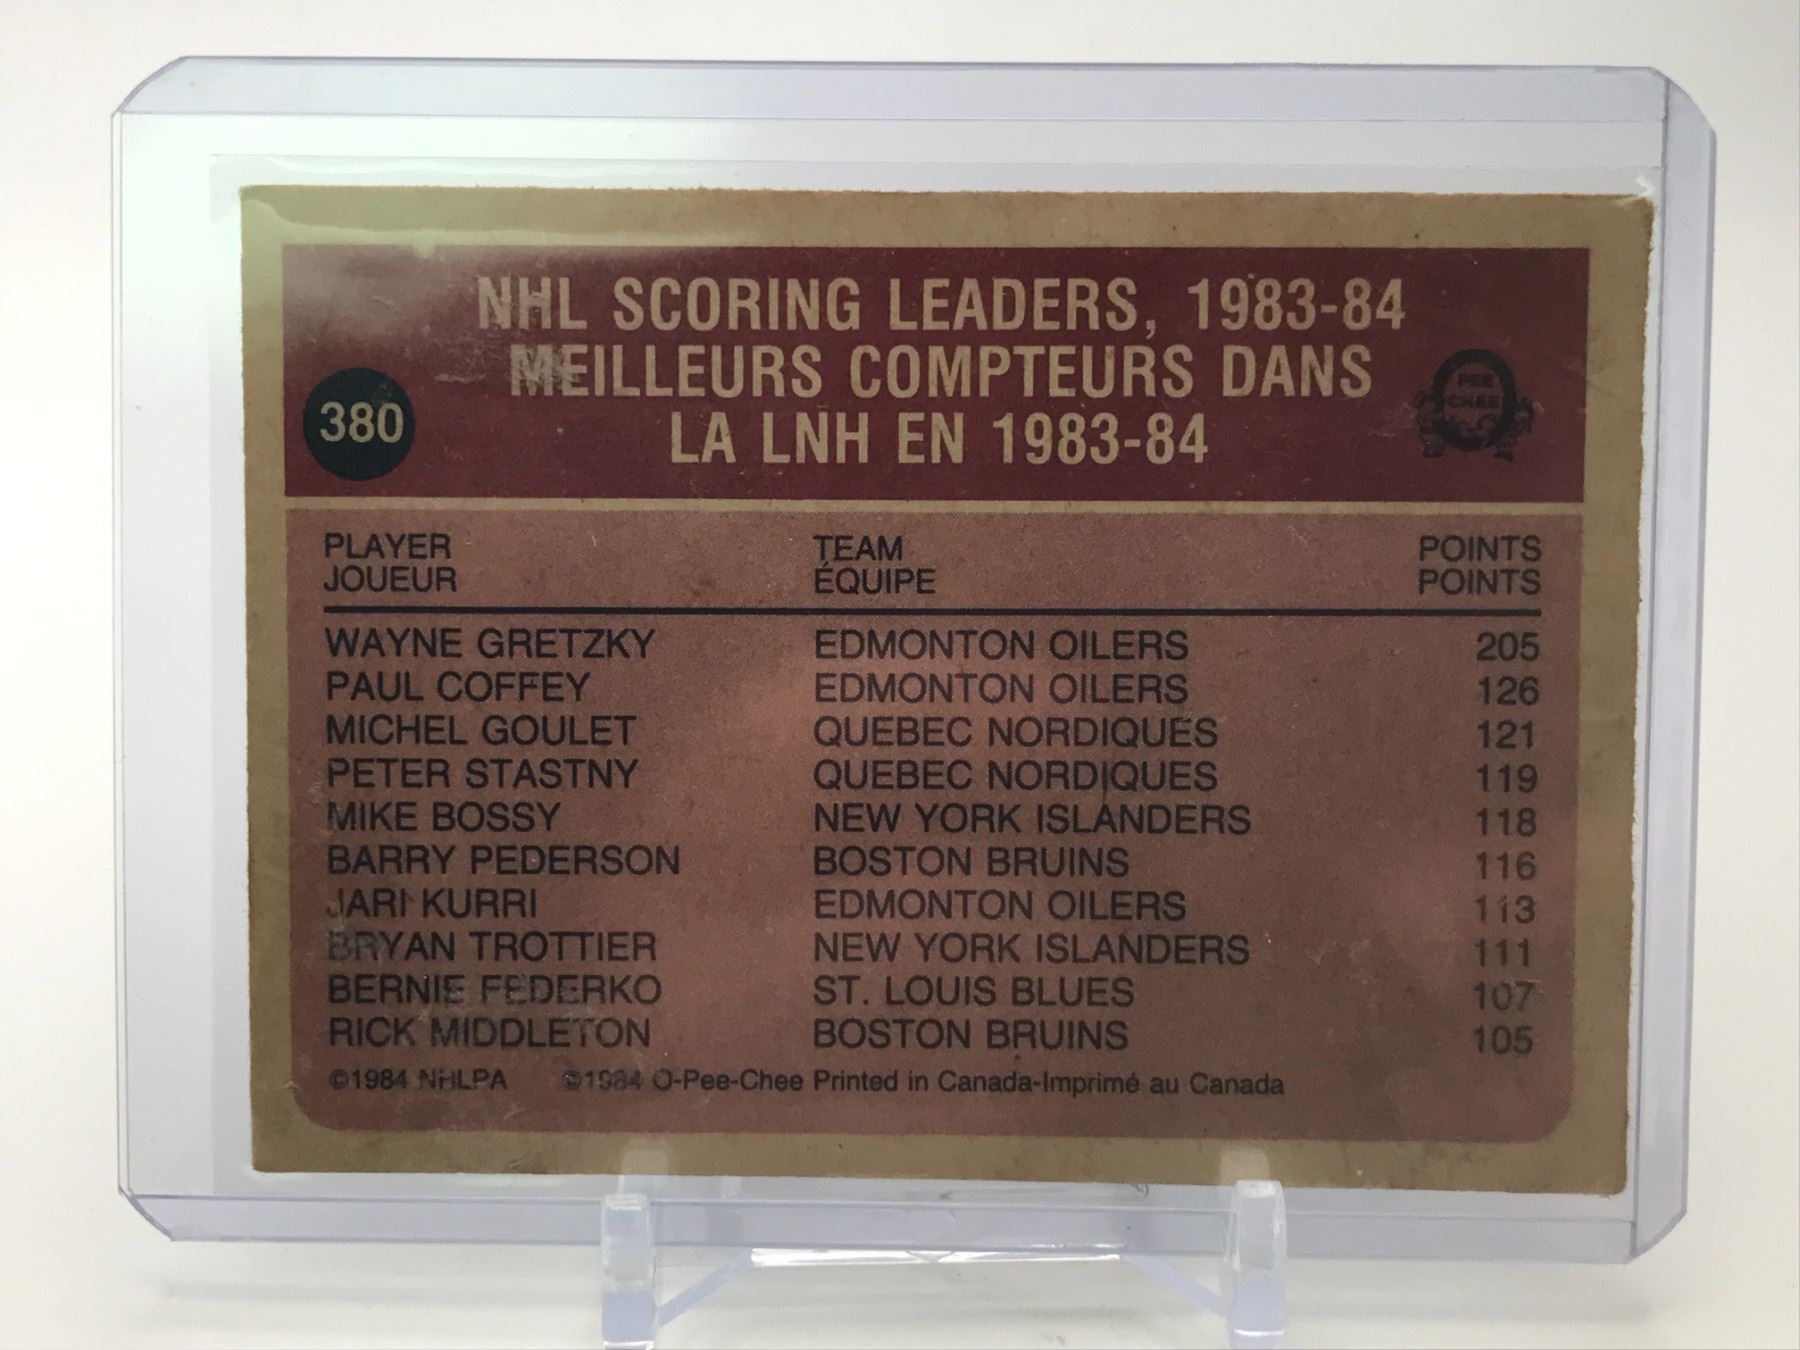 NHL SCORING LEADERS, 1983-84
MEILLEURS COMPTEURS DANS
LA LNH EN 1983-84
380
PEE
CHEE
PLAYER TEAM POINTS
JOUEUR ÉQUIPE POINTS
WAYNE GRETZKY EDMONTON OILERS 205
PAUL COFFEY EDMONTON OILERS 126
MICHEL GOULET QUEBEC NORDIQUES 121
PETER STASTNY QUEBEC NORDIQUES 119
MIKE BOSSY NEW YORK ISLANDERS 118
BARRY PEDERSON BOSTON BRUINS 116
JARI KURRI EDMONTON OILERS 113
BRYAN TROTTIER NEW YORK ISLANDERS 111
BERNIE FEDERKO ST. LOUIS BLUES 107
RICK MIDDLETON BOSTON BRUINS 105
©1984 NHLPA ©1984 O-Pee-Chee Printed in Canada-Imprimé au Canada